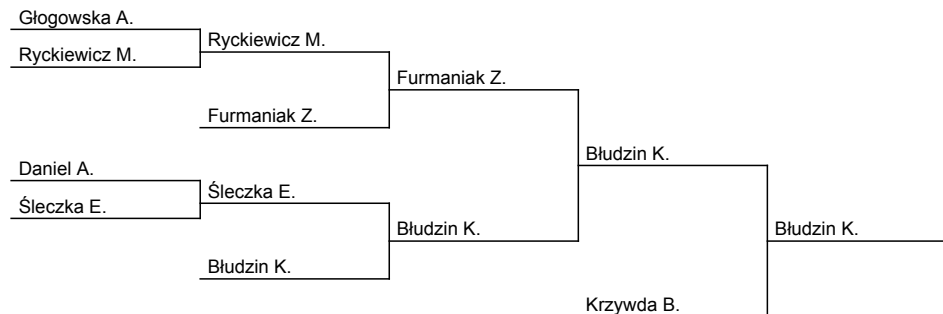 Głogowska A.
Ryckiewicz M.
Ryckiewicz M.
Furmaniak Z.
Furmaniak Z.
Daniel A.
Śleczka E.
Śleczka E.
Błudzin K.
Błudzin K.
Błudzin K.
Krzywda B.
Błudzin K.